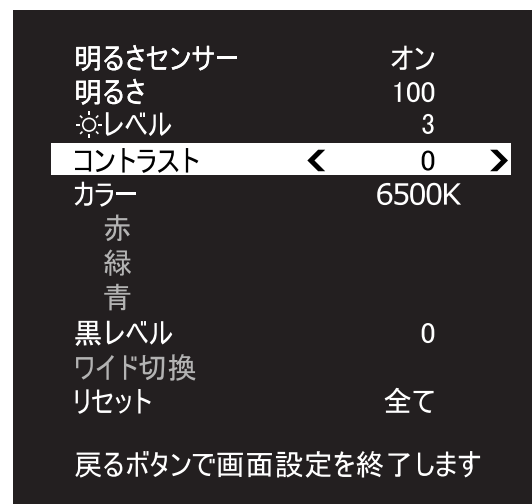 明るさセンサー オン
明るさ 100
レベル 3
コントラスト 0
カラー 6500K
赤
緑
青
黒レベル 0
ワイド切換
リセット 全て
戻るボタンで画面設定を終了します